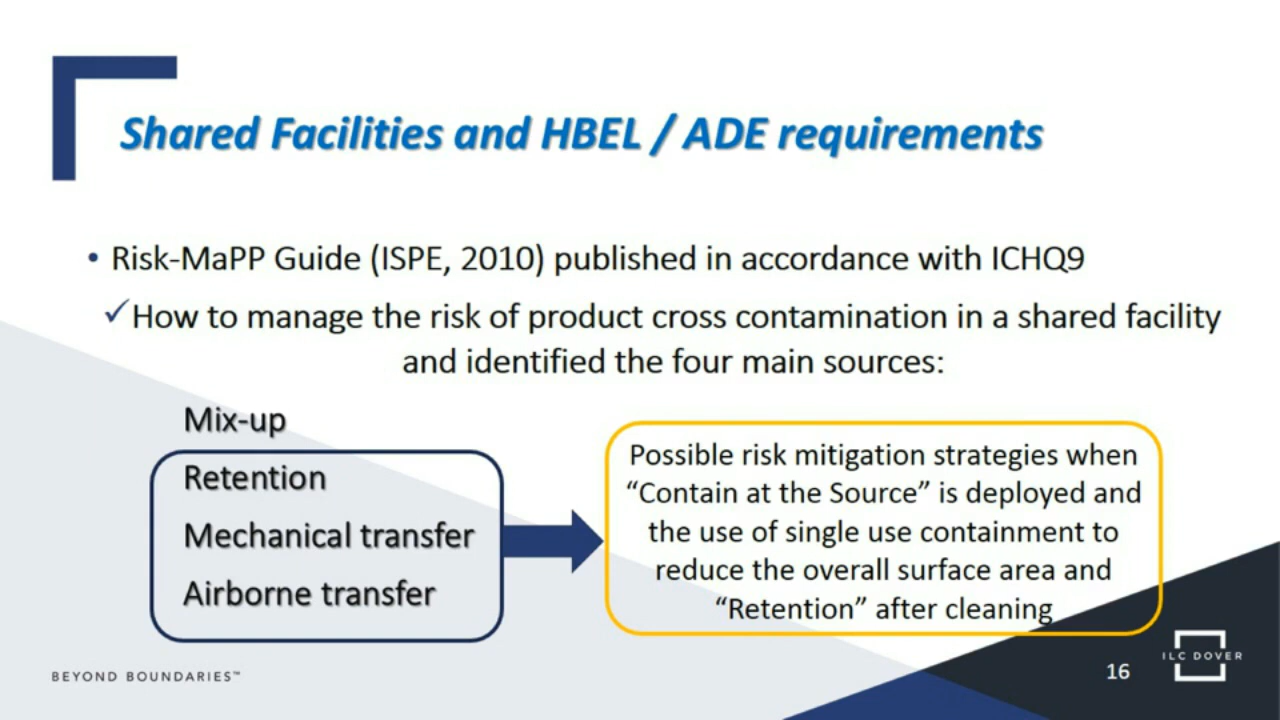 Shared Facilities and HBEL / ADE requirements
• Risk-MaPP Guide (ISPE, 2010) published in accordance with ICHQ9
✓How to manage the risk of product cross contamination in a shared facility
and identified the four main sources:
Mix-up
Retention
Mechanical transfer
Airborne transfer
Possible risk mitigation strategies when
“Contain at the Source” is deployed and
the use of single use containment to
reduce the overall surface area and
“Retention” after cleaning
BEYOND BOUNDARIES™
16
ILC DOVER